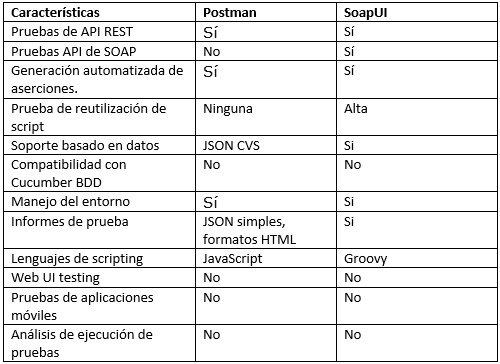 Características Postman SoapUI
Pruebas de API REST Sí Sí
Pruebas API de SOAP No Sí
Generación automatizada de Sí Sí
aserciones.
Prueba de reutilización de Ninguna Alta
script
Soporte basado en datos JSON CVS Si
Compatibilidad con No No
Cucumber BDD
Manejo del entorno Sí Si
Informes de prueba JSON simples, Si
formatos HTML
Lenguajes de scripting JavaScript Groovy
Web UI testing No No
Pruebas de aplicaciones No No
móviles
Análisis de ejecución de No No
pruebas